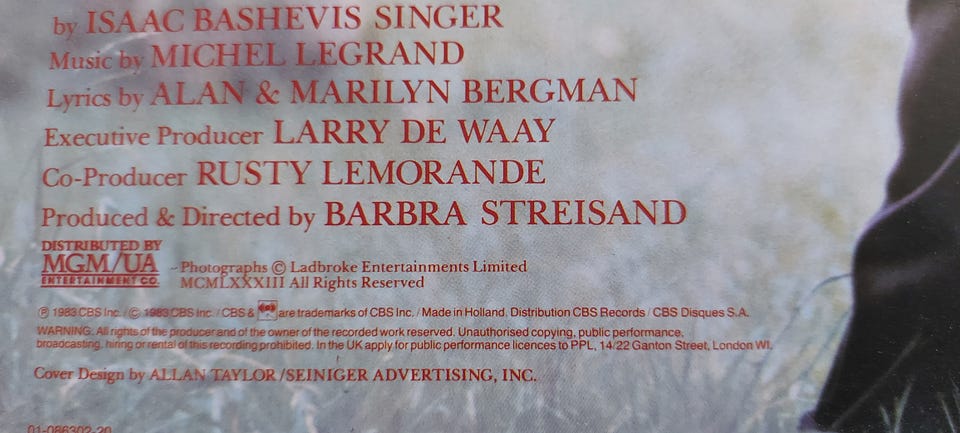 by ISAAC BASHEVIS SINGER
Music by MICHEL LEGRAND
Lyrics by ALAN & MARILYN BERGMAN
Executive Producer LARRY DE WAAY
Co-Producer RUSTY LEMORANDE
Produced & Directed by BARBRA STREISAND
DISTRIBUTED BY
MGM/UA
ENTERTAINMENT CO.
Photographs © Ladbroke Entertainments Limited
MCMLXXXIII All Rights Reserved
℗ 1983 CBS Inc. / © 1983 CBS Inc. / CBS & are trademarks of CBS Inc. / Made in Holland. Distribution CBS Records / CBS Disques S.A.
WARNING: All rights of the producer and of the owner of the recorded work reserved. Unauthorised copying, public performance,
broadcasting, hiring or rental of this recording prohibited. In the UK apply for public performance licences to PPL, 14/22 Ganton Street, London WI.
Cover Design by ALLAN TAYLOR/SEINIGER ADVERTISING, INC.
01-086302-20